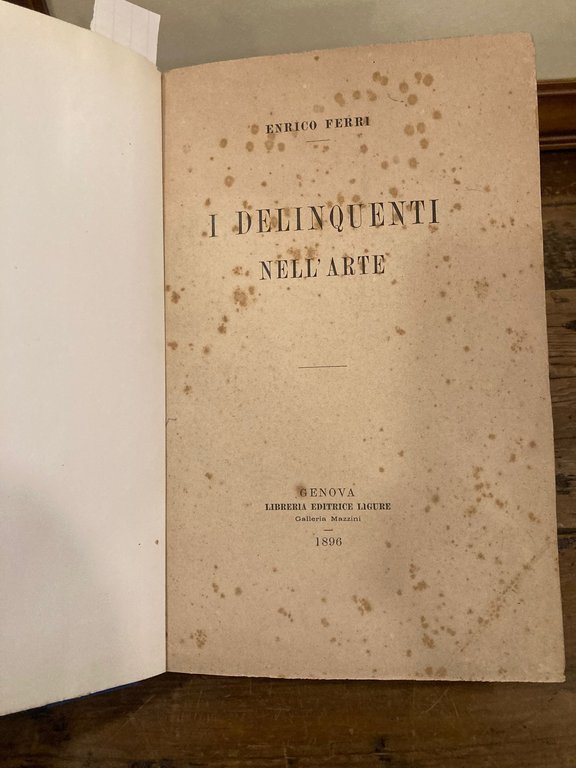 ENRICO FERRI
I DELINQUENTI
NELL'ARTE
GENOVA
LIBRERIA EDITRICE LIGURE
Galleria Mazzini
1896